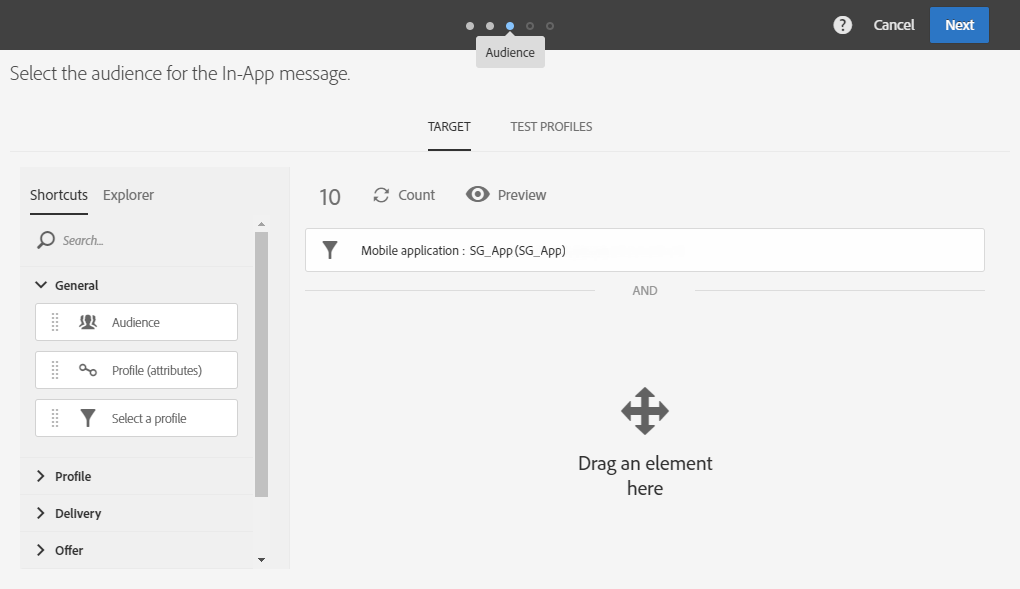 ? Cancel Next
Audience
Select the audience for the In-App message.
TARGET TEST PROFILES
Shortcuts Explorer
10 Count Preview
Search...
Mobile application : SG_App (SG_App)
General
AND
Audience
Profile (attributes)
Select a profile
Drag an element
here
Profile
Delivery
Offer